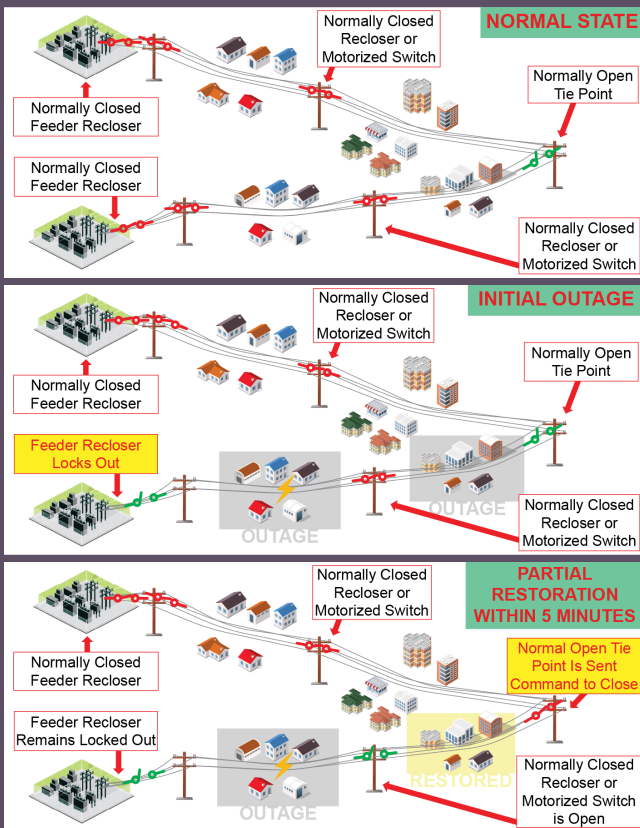 NORMAL STATE
Normally Closed
Recloser or
Motorized Switch
Normally Open
Tie Point
Normally Closed
Feeder Recloser
Normally Closed
Feeder Recloser
Normally Closed
Recloser or
Motorized Switch
INITIAL OUTAGE
Normally Closed
Recloser or
Motorized Switch
Normally Open
Tie Point
Normally Closed
Feeder Recloser
Feeder Recloser
Locks Out
OUTAGE
OUTAGE
Normally Closed
Recloser or
Motorized Switch
PARTIAL
RESTORATION
WITHIN 5 MINUTES
Normally Closed
Recloser or
Motorized Switch
Normal Open Tie
Point Is Sent
Command to Close
Normally Closed
Feeder Recloser
Feeder Recloser
Remains Locked Out
RESTORED
OUTAGE
Normally Closed
Recloser or
Motorized Switch
is Open